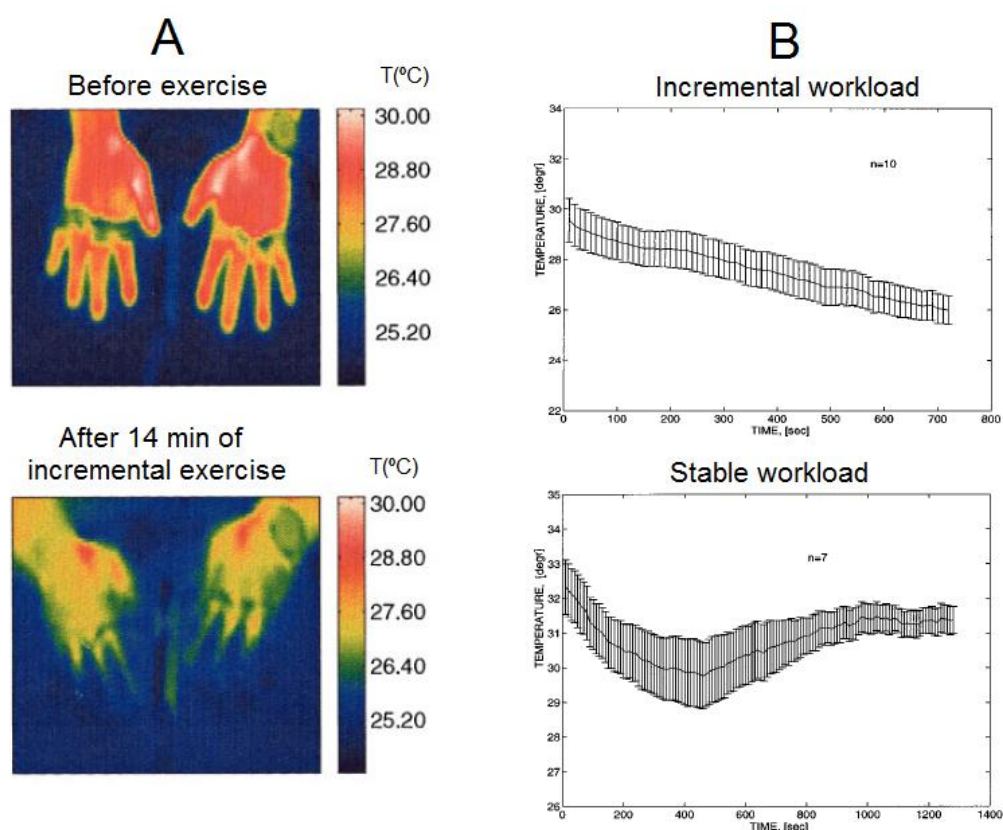 A
Before exercise
T(ºC)
30.00
28.80
27.60
26.40
25.20
After 14 min of
incremental exercise
T(ºC)
30.00
28.80
27.60
26.40
25.20
B
Incremental workload
34
32
30
28
26
24
22
TEMPERATURE, [degr]
n=10
0
100
200
300
400
500
600
700
800
TIME, [sec]
Stable workload
35
34
33
32
31
30
29
28
27
26
TEMPERATURE, [degr]
n=7
0
200
400
600
800
1000
1200
1400
TIME, [sec]